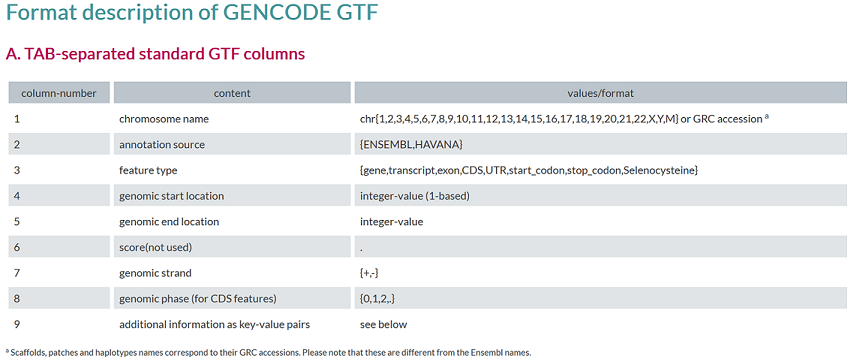 Format description of GENCODE GTF
A. TAB-separated standard GTF columns
column-number content values/format
1 chromosome name chr{1,2,3,4,5,6,7,8,9,10,11,12,13,14,15,16,17,18,19,20,21,22,X,Y,M} or GRC accession a
2 annotation source {ENSEMBL,HAVANA}
3 feature type {gene,transcript,exon,CDS,UTR,start_codon,stop_codon,Selenocysteine}
4 genomic start location integer-value (1-based)
5 genomic end location integer-value
6 score(not used) .
7 genomic strand {+,-}
8 genomic phase (for CDS features) {0,1,2,.}
9 additional information as key-value pairs see below
a Scaffolds, patches and haplotypes names correspond to their GRC accessions. Please note that these are different from the Ensembl names.